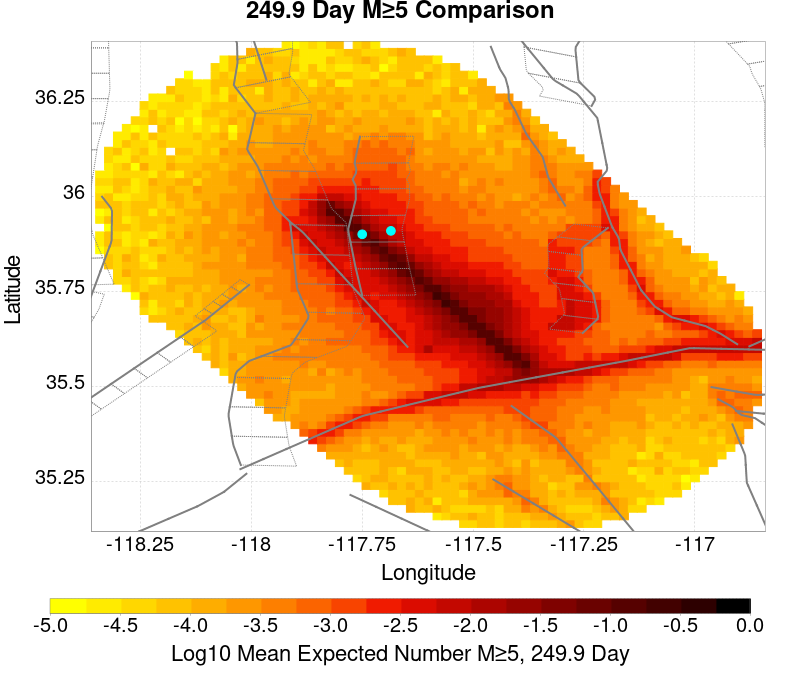 249.9 Day M≥5 Comparison
36.25
36
35.75
35.5
35.25
Latitude
-118.25 -118 -117.75 -117.5 -117.25 -117
Longitude
-5.0 -4.5 -4.0 -3.5 -3.0 -2.5 -2.0 -1.5 -1.0 -0.5 0.0
Log10 Mean Expected Number M≥5, 249.9 Day